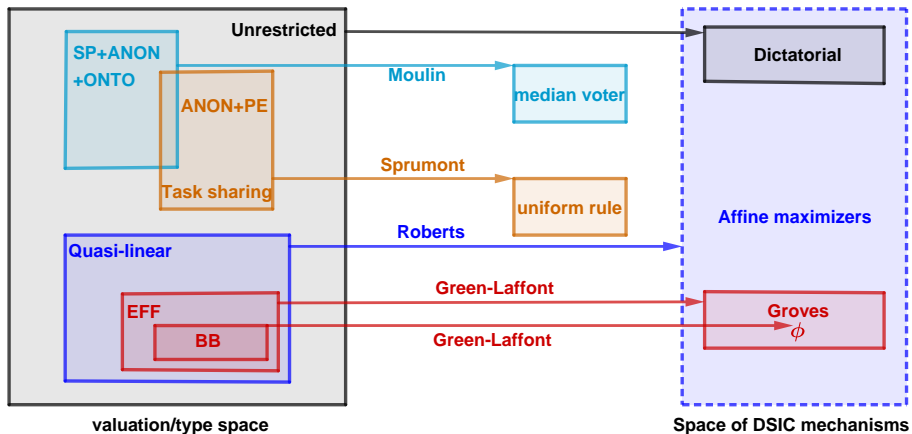 Unrestricted
SP+ANON
+ONTO
Moulin
median voter
Dictatorial
ANON+PE
Task sharing
Sprumont
uniform rule
Affine maximizers
Quasi-linear
Roberts
EFF
Green-Laffont
Groves
ϕ
BB
Green-Laffont
valuation/type space
Space of DSIC mechanisms